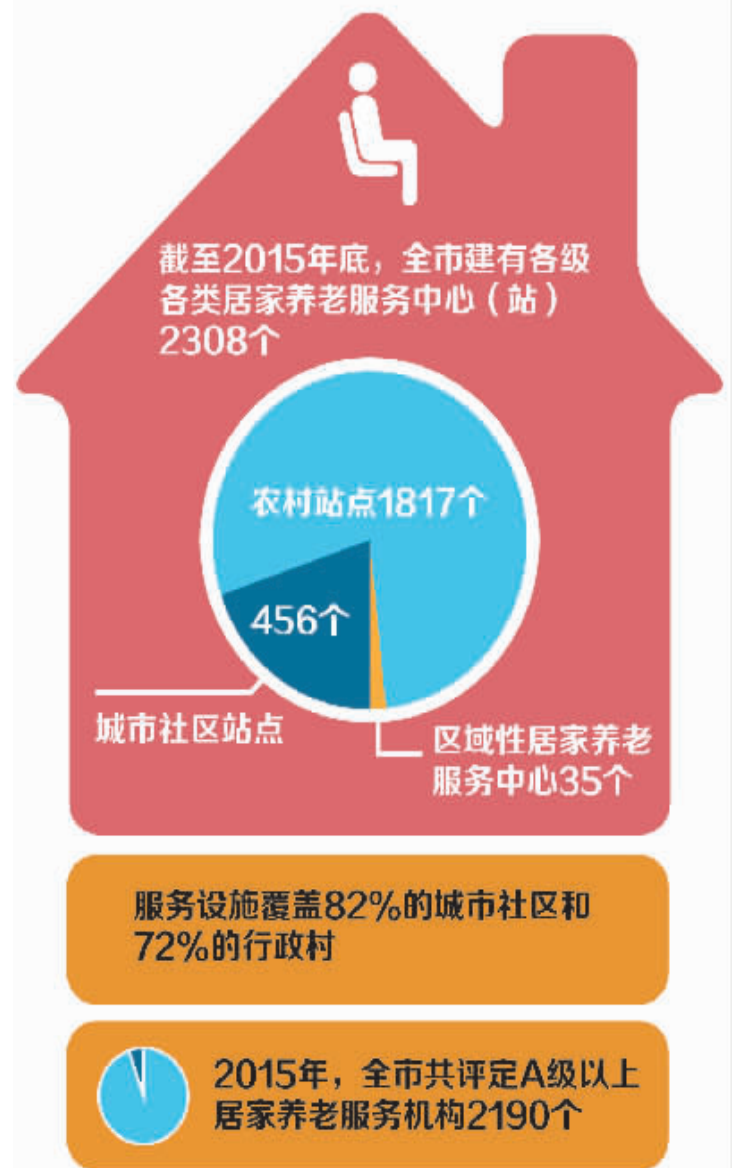 截至2015年底，全市建有各级
各类居家养老服务中心（站）
2308个
农村站点1817个
456个
城市社区站点
区域性居家养老
服务中心35个
服务设施覆盖82%的城市社区和
72%的行政村
2015年，全市共评定A级以上
居家养老服务机构2190个